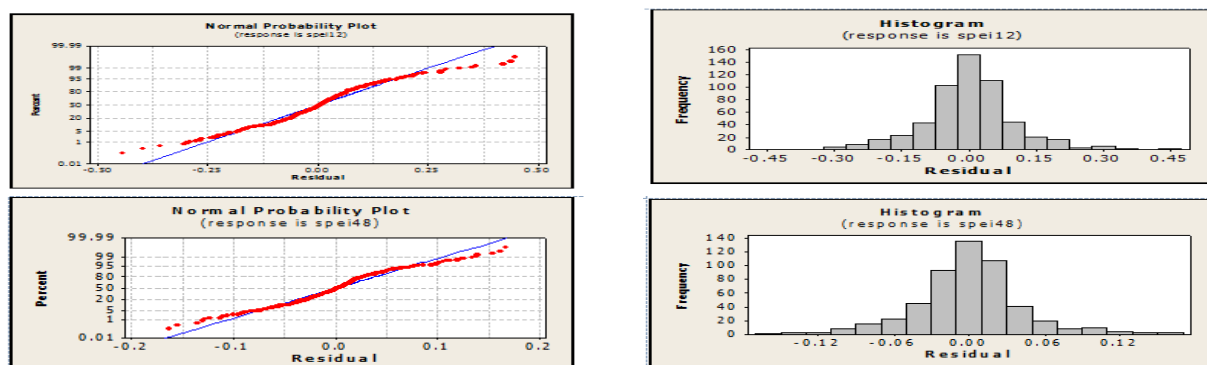 Normal Probability Plot
(response is spei12)
99.99
99
95
80
50
20
5
1
0.01
Percent
-0.50 -0.25 0.00 0.25 0.50
Residual
Histogram
(response is spei12)
160
140
120
100
80
60
40
20
0
Frequency
-0.45 -0.30 -0.15 0.00 0.15 0.30 0.45
Residual
Normal Probability Plot
(response is spei48)
99.99
99
95
80
50
20
5
1
0.01
Percent
-0.2 -0.1 0.0 0.1 0.2
Residual
Histogram
(response is spei48)
140
120
100
80
60
40
20
0
Frequency
-0.12 -0.06 0.00 0.06 0.12
Residual